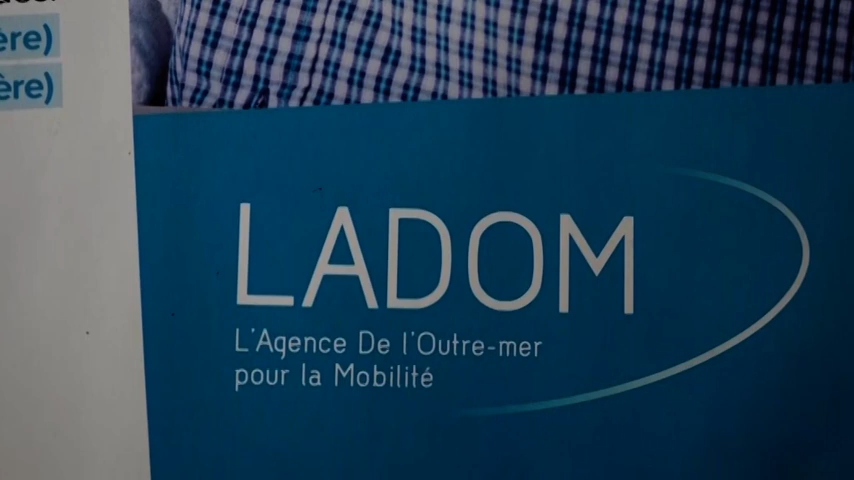 ère)
ère)
LADOM
L'Agence De l'Outre-mer
pour la Mobilité